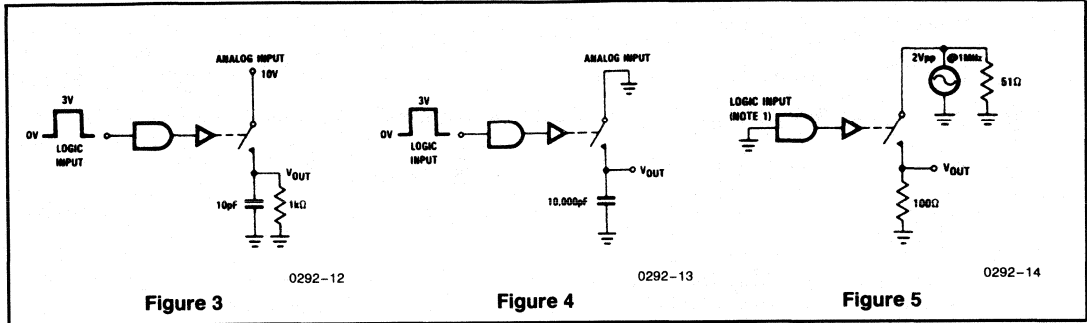 ANALOG INPUT
10V
3V
0V
LOGIC
INPUT
VOUT
10pF
1kΩ
0292-12
Figure 3
ANALOG INPUT
3V
0V
LOGIC
INPUT
VOUT
10,000pF
0292-13
Figure 4
2Vpp @1MHz
51Ω
LOGIC INPUT
(NOTE 1)
VOUT
100Ω
0292-14
Figure 5